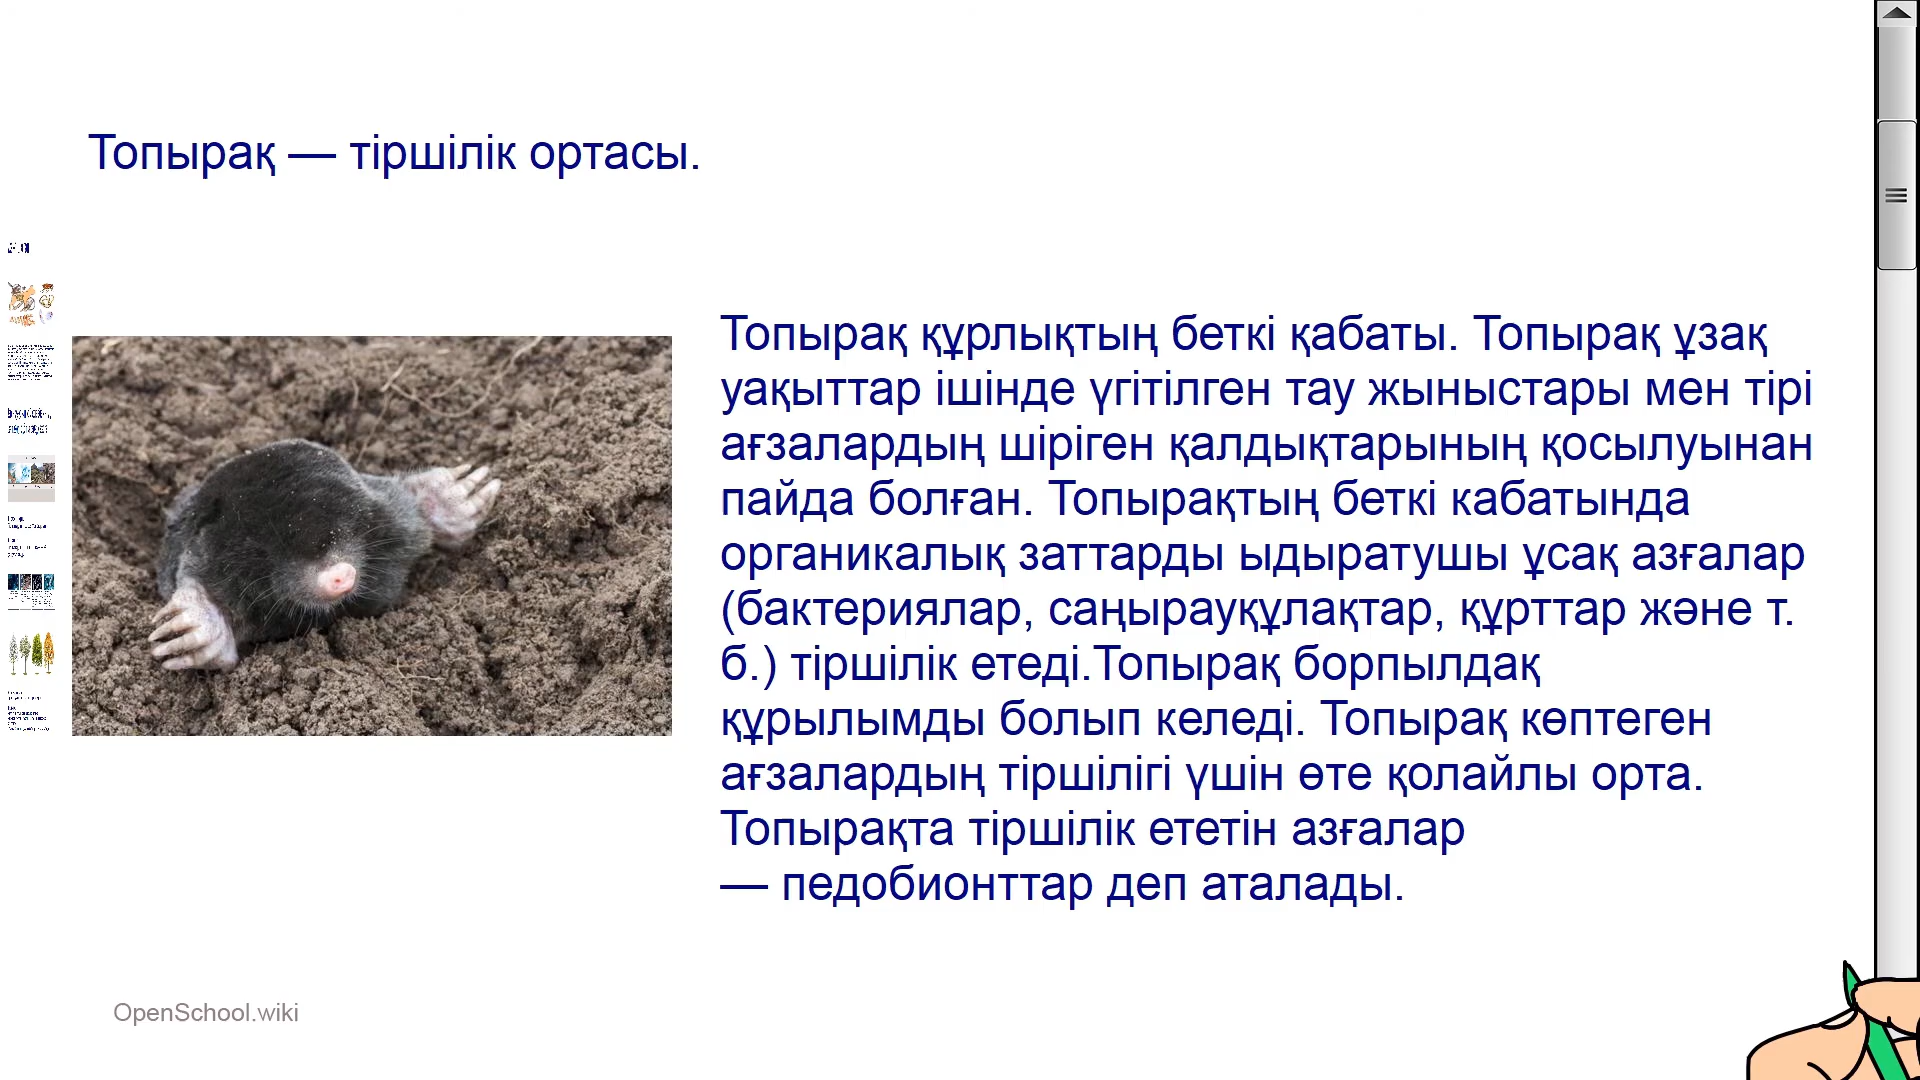 Топырақ — тіршілік ортасы.
Топырақ құрлықтың беткі қабаты. Топырақ ұзақ
уақыттар ішінде үгітілген тау жыныстары мен тірі
ағзалардың шіріген қалдықтарының қосылуынан
пайда болған. Топырақтың беткі кабатында
органикалық заттарды ыдыратушы ұсақ азғалар
(бактериялар, саңырауқұлақтар, құрттар және т.
б.) тіршілік етеді.Топырақ борпылдақ
құрылымды болып келеді. Топырақ көптеген
ағзалардың тіршілігі үшін өте қолайлы орта.
Топырақта тіршілік ететін азғалар
— педобионттар деп аталады.
OpenSchool.wiki